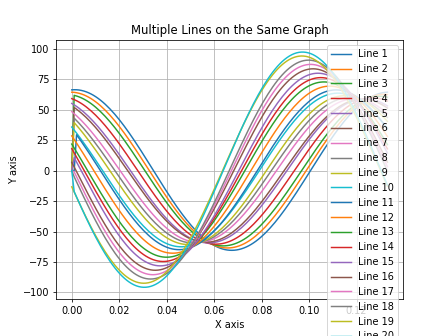 Multiple Lines on the Same Graph
100
75
50
25
0
−25
−50
−75
−100
Y axis
0.00
0.02
0.04
0.06
0.08
0.10
X axis
Line 1
Line 2
Line 3
Line 4
Line 5
Line 6
Line 7
Line 8
Line 9
Line 10
Line 11
Line 12
Line 13
Line 14
Line 15
Line 16
Line 17
Line 18
Line 19
Line 20